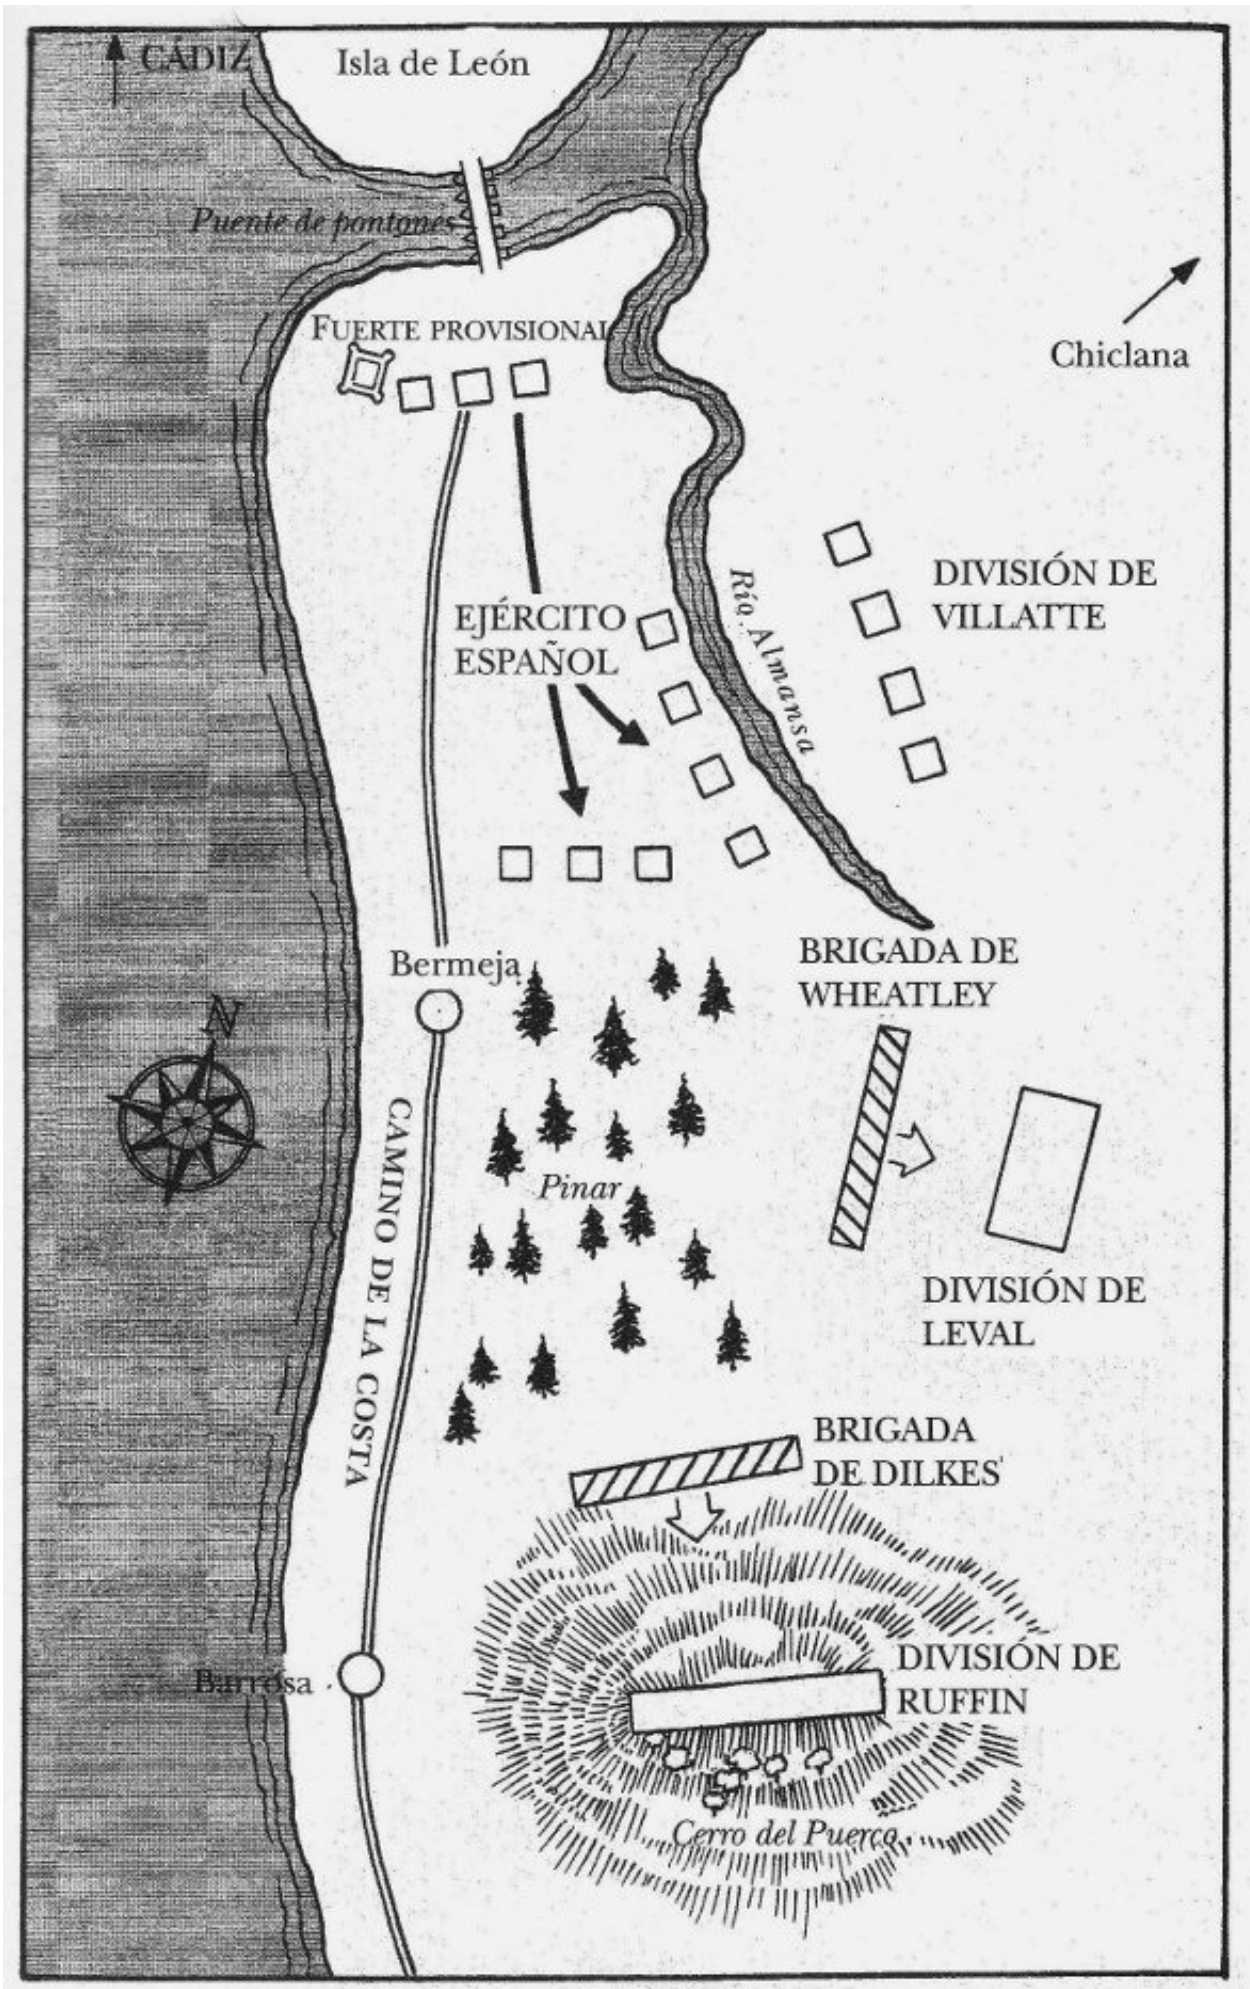 CÁDIZ
Isla de León
Puente de pontones
FUERTE PROVISIONAL
Chiclana
DIVISIÓN DE
VILLATTE
EJÉRCITO
ESPAÑOL
Río Almansa
Bermeja
BRIGADA DE
WHEATLEY
N
CAMINO DE LA COSTA
Pinar
DIVISIÓN DE
LEVAL
BRIGADA
DE DILKES
DIVISIÓN DE
RUFFIN
Barrosa
Cerro del Puerco